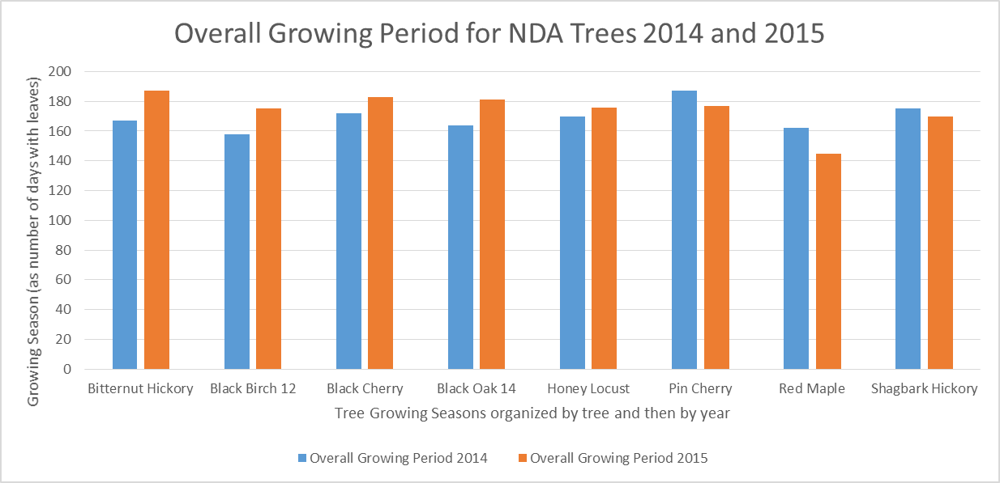 Overall Growing Period for NDA Trees 2014 and 2015
Growing Season (as number of days with leaves)
200
180
160
140
120
100
80
60
40
20
0
Bitternut Hickory Black Birch 12 Black Cherry Black Oak 14 Honey Locust Pin Cherry Red Maple Shagbark Hickory
Tree Growing Seasons organized by tree and then by year
Overall Growing Period 2014 Overall Growing Period 2015